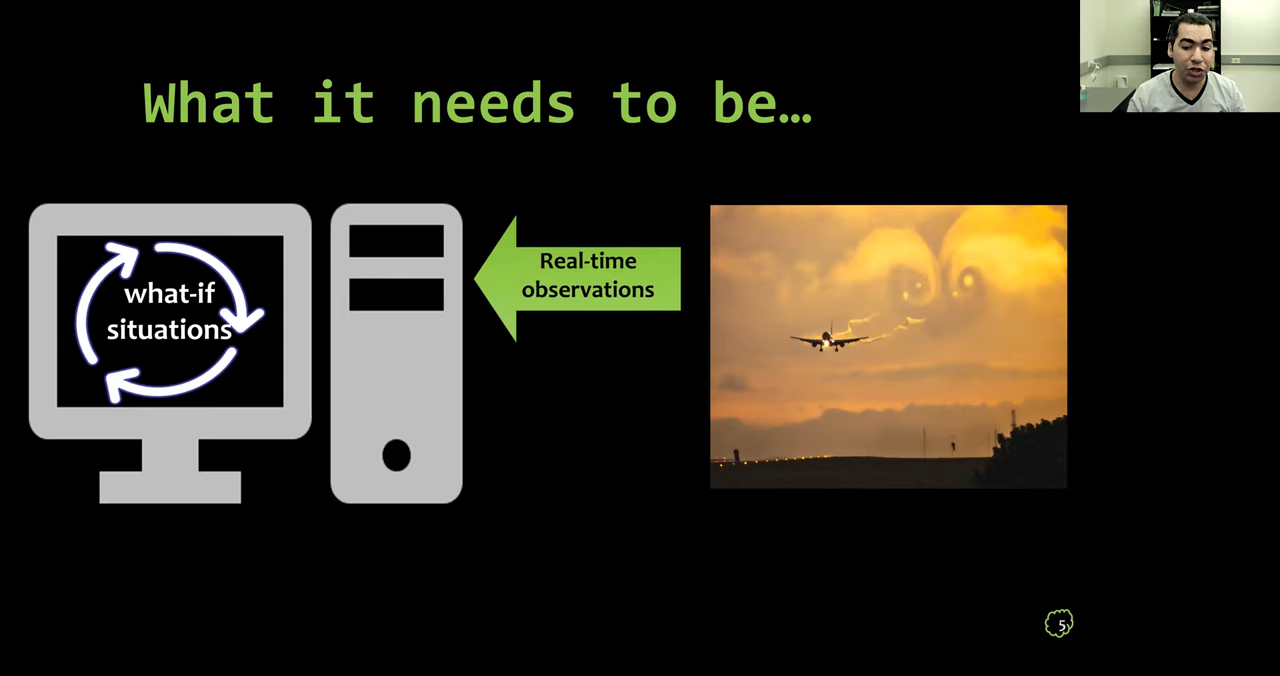 What it needs to be…
what-if
situations
Real-time
observations
5